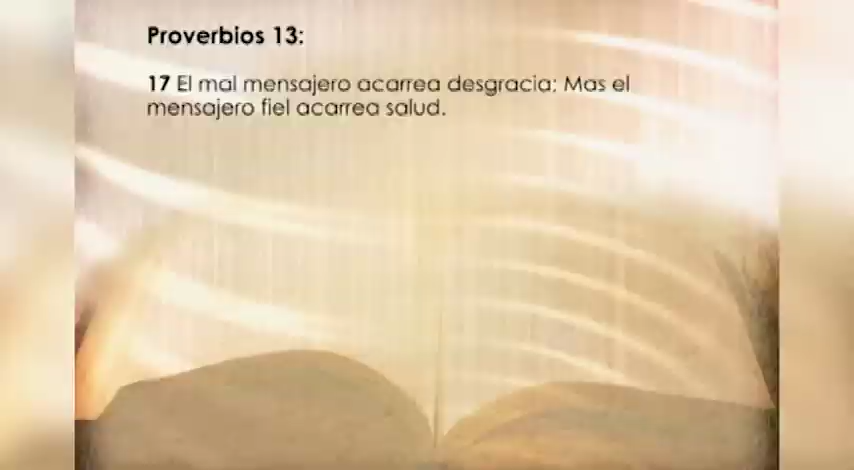 Proverbios 13:
17 El mal mensajero acarrea desgracia; Mas el
mensajero fiel acarrea salud.